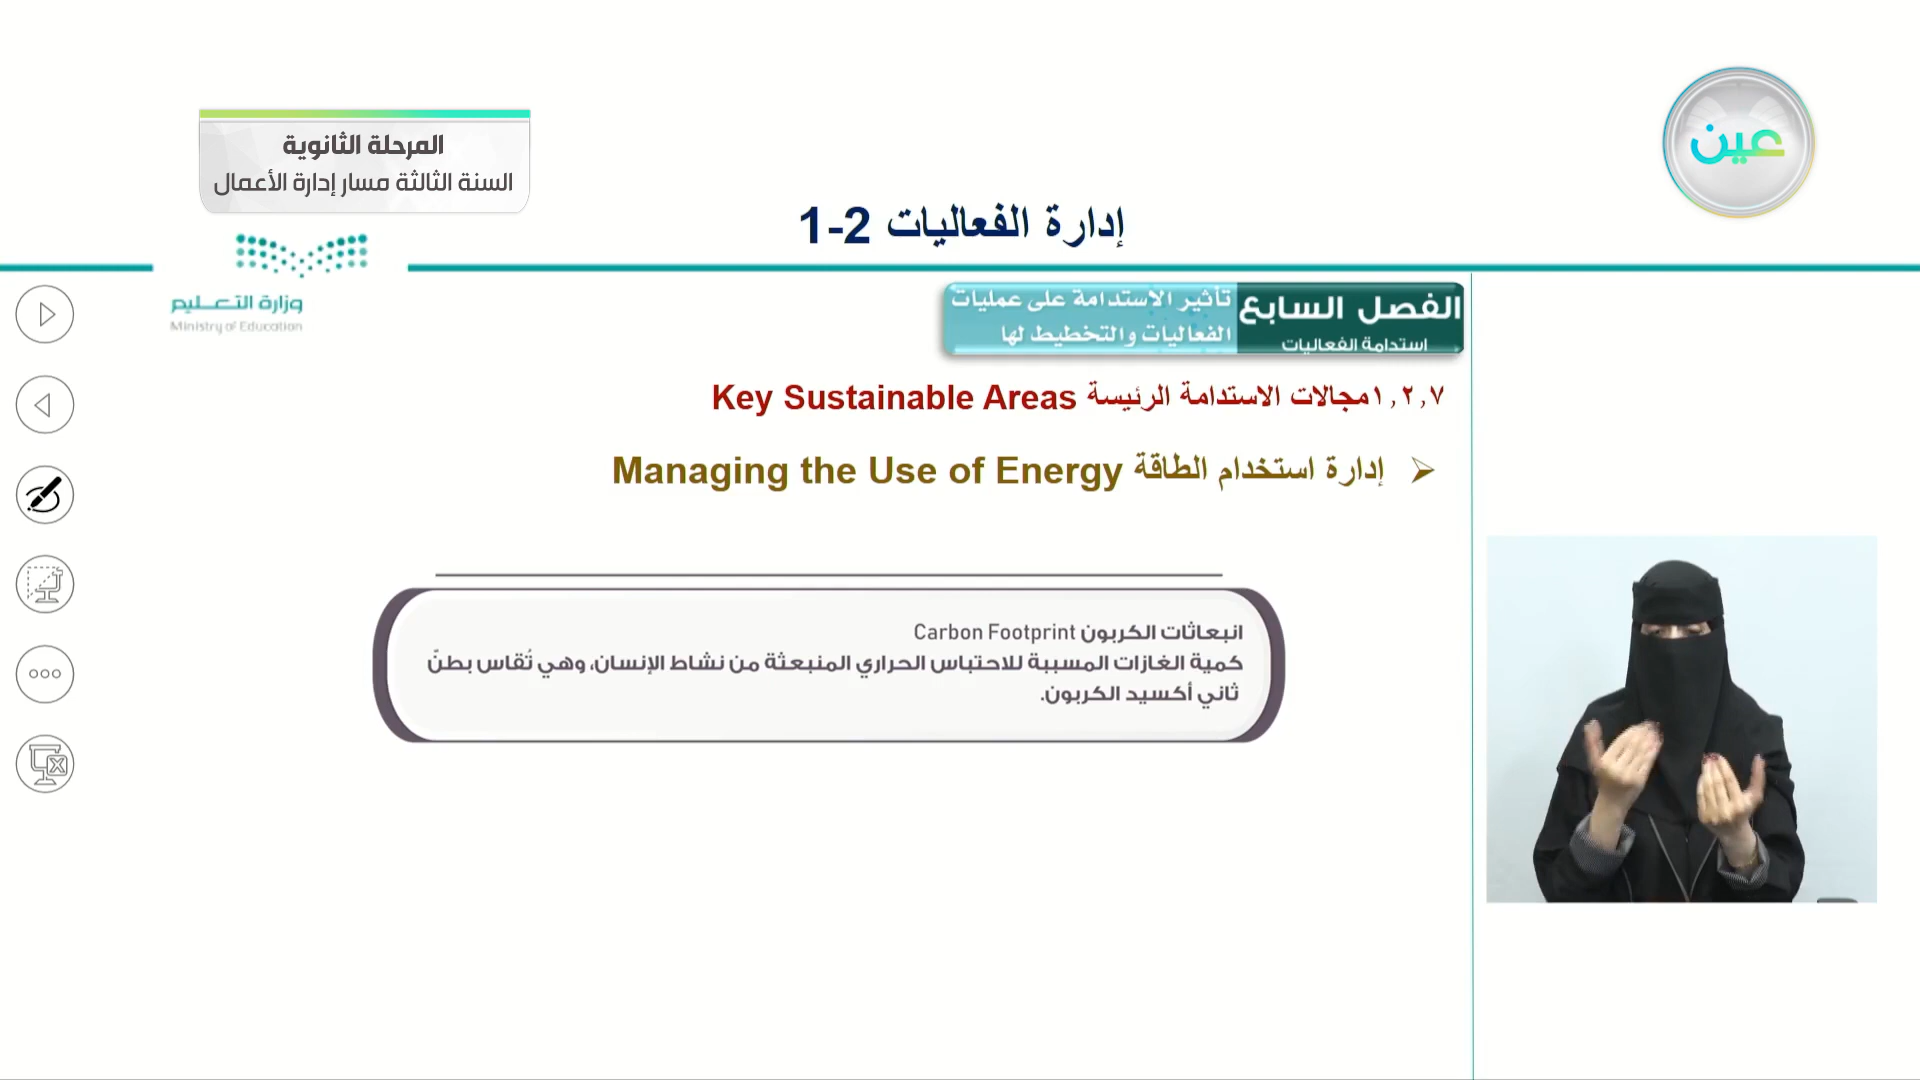 عين
المرحلة الثانوية
السنة الثالثة مسار إدارة الأعمال
إدارة الفعاليات 2-1
وزارة التعـليم
Ministry of Education
الفصل السابع
استدامة الفعاليات
تأثير الاستدامة على عمليات
الفعاليات والتخطيط لها
١,٢,٧مجالات الاستدامة الرئيسة Key Sustainable Areas
إدارة استخدام الطاقة Managing the Use of Energy
انبعاثات الكربون Carbon Footprint
كمية الغازات المسببة للاحتباس الحراري المنبعثة من نشاط الإنسان، وهي تُقاس بطنّ
ثاني أكسيد الكربون.